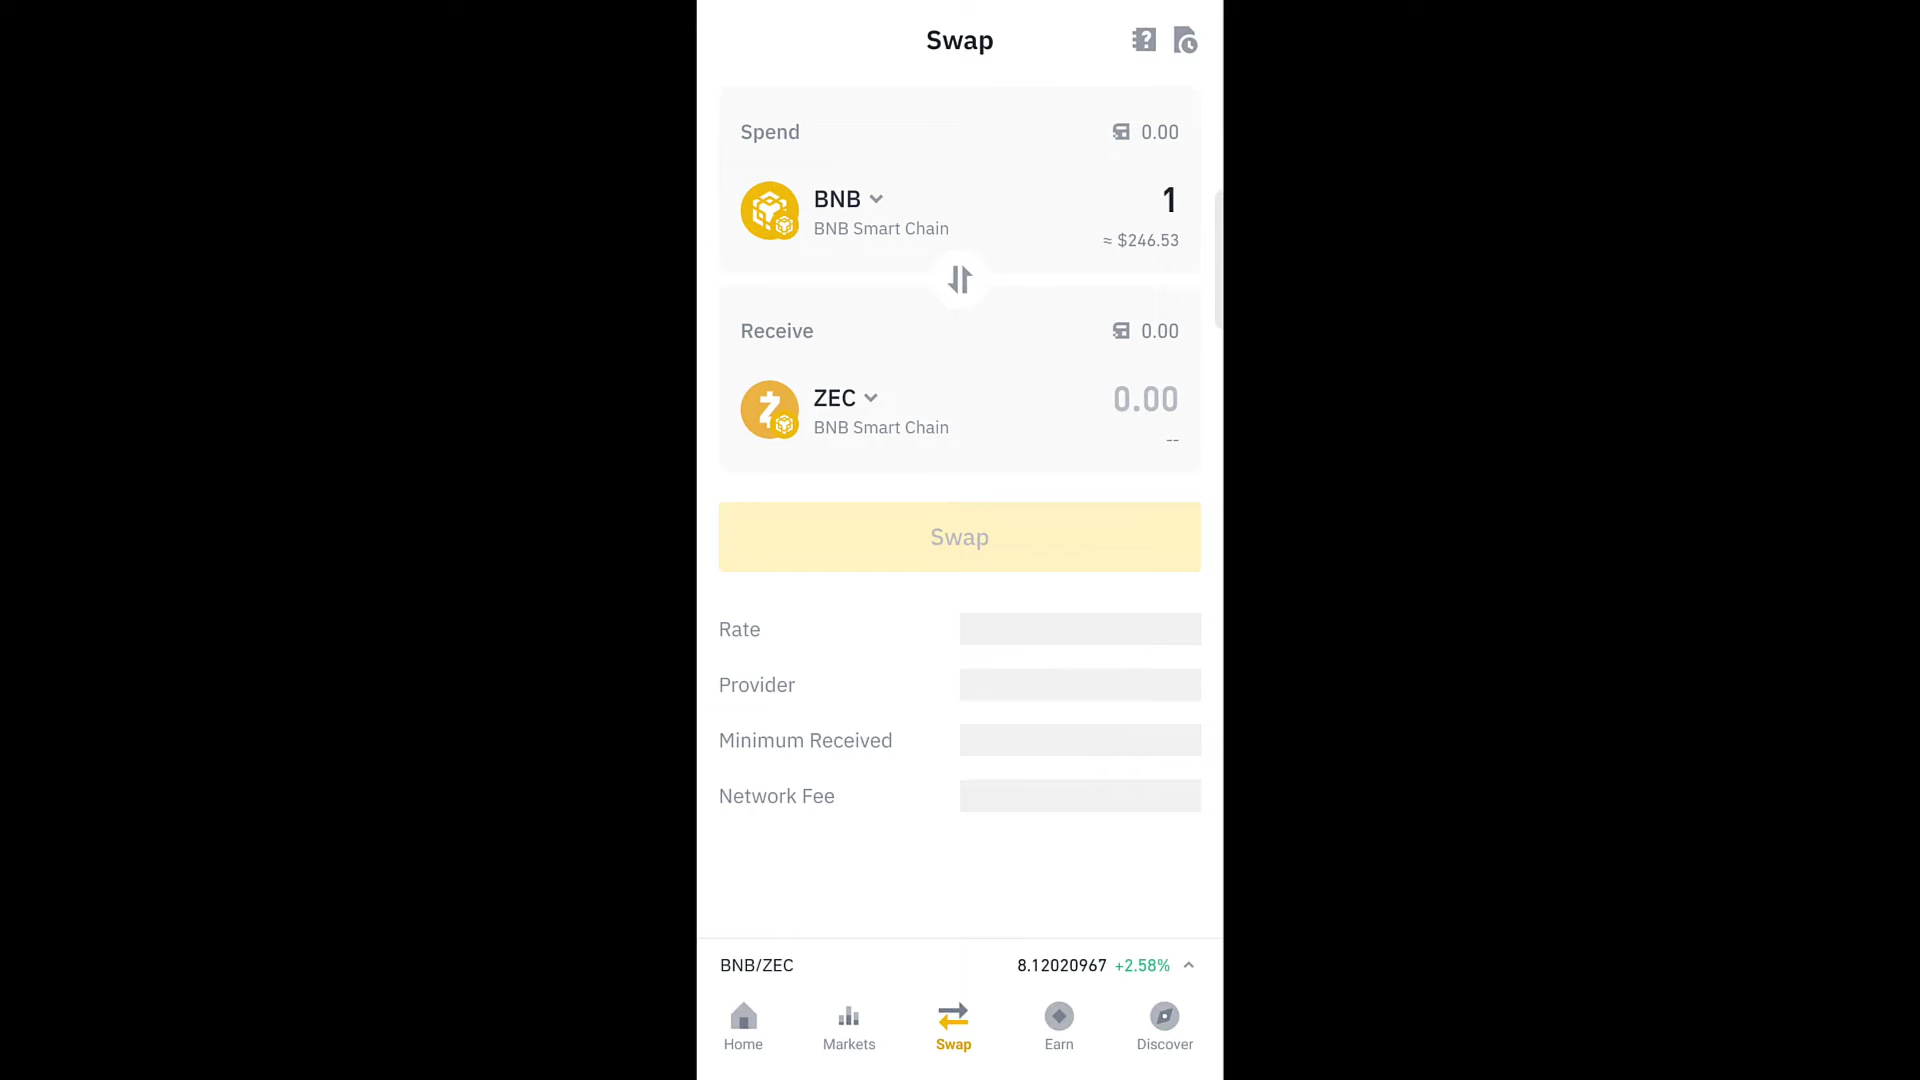 Swap
Spend
0.00
BNB
1
BNB Smart Chain
≈ $246.53
Receive
0.00
ZEC
0.00
BNB Smart Chain
--
Swap
Rate
Provider
Minimum Received
Network Fee
BNB/ZEC
8.12020967 +2.58%
Home
Markets
Swap
Earn
Discover